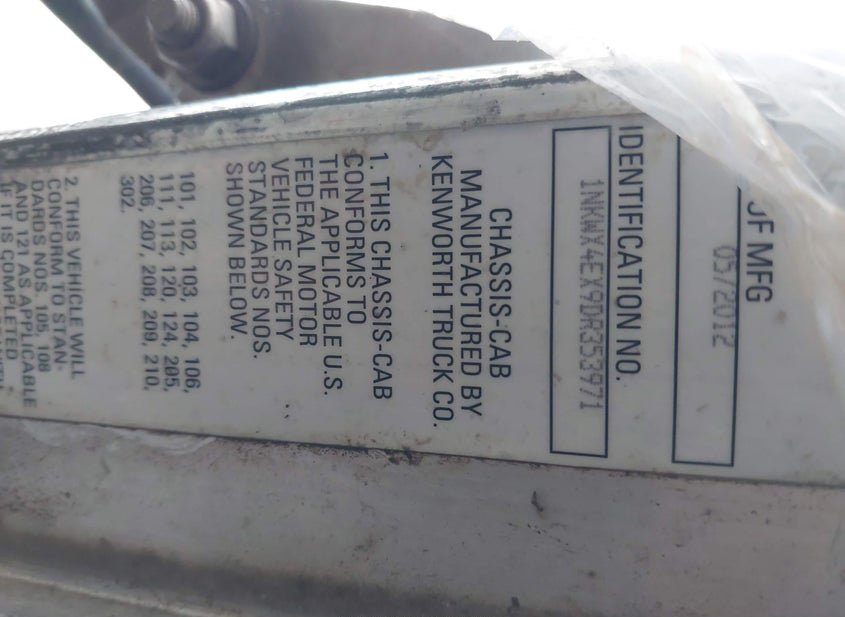 OF MFG
05/2012
IDENTIFICATION NO.
1NKWX4EX9DR353971
CHASSIS-CAB
MANUFACTURED BY
KENWORTH TRUCK CO.
1. THIS CHASSIS-CAB
CONFORMS TO
THE APPLICABLE U.S.
FEDERAL MOTOR
VEHICLE SAFETY
STANDARDS NOS.
SHOWN BELOW.
101, 102, 103, 104, 106,
111, 113, 120, 124, 205,
206, 207, 208, 209, 210,
302.
2. THIS VEHICLE WILL
CONFORM TO STAN-
DARDS NOS. 105, 108
AND 121 AS APPLICABLE
IF IT IS COMPLETED